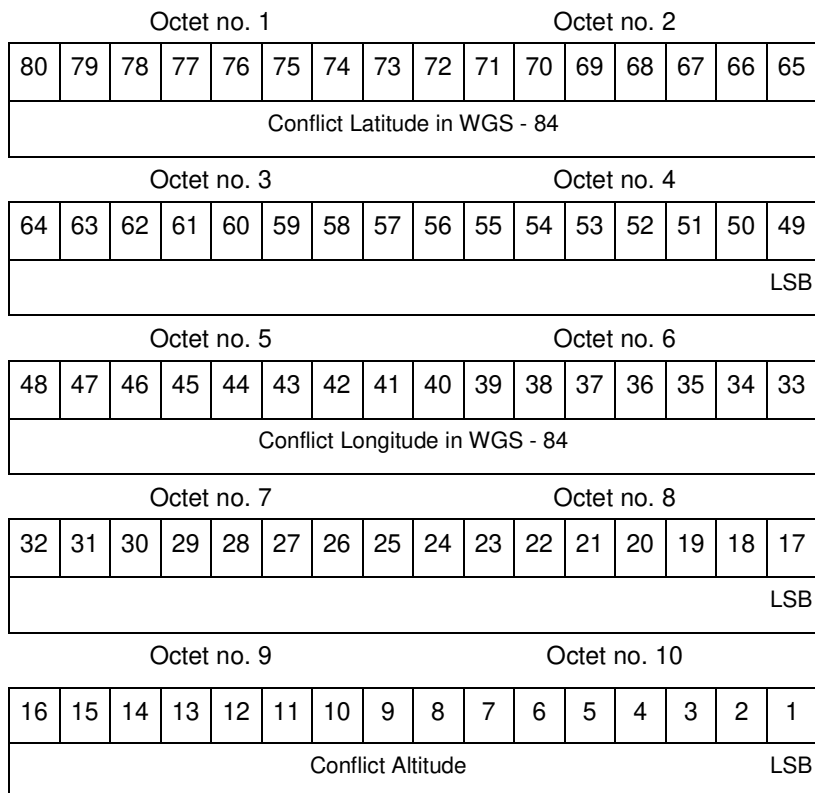 Octet no. 1 Octet no. 2
80 79 78 77 76 75 74 73 72 71 70 69 68 67 66 65
Conflict Latitude in WGS - 84
Octet no. 3 Octet no. 4
64 63 62 61 60 59 58 57 56 55 54 53 52 51 50 49
LSB
Octet no. 5 Octet no. 6
48 47 46 45 44 43 42 41 40 39 38 37 36 35 34 33
Conflict Longitude in WGS - 84
Octet no. 7 Octet no. 8
32 31 30 29 28 27 26 25 24 23 22 21 20 19 18 17
LSB
Octet no. 9 Octet no. 10
16 15 14 13 12 11 10 9 8 7 6 5 4 3 2 1
Conflict Altitude LSB